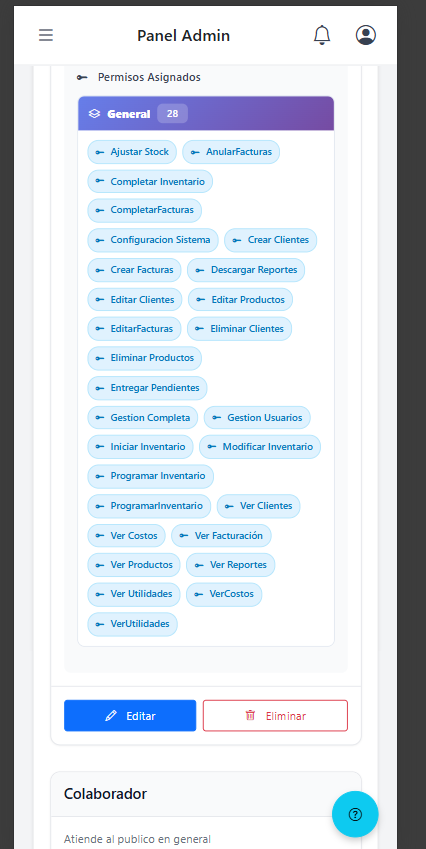 Panel Admin
Permisos Asignados
General 28
Ajustar Stock AnularFacturas
Completar Inventario
CompletarFacturas
Configuracion Sistema Crear Clientes
Crear Facturas Descargar Reportes
Editar Clientes Editar Productos
EditarFacturas Eliminar Clientes
Eliminar Productos
Entregar Pendientes
Gestion Completa Gestion Usuarios
Iniciar Inventario Modificar Inventario
Programar Inventario
ProgramarInventario Ver Clientes
Ver Costos Ver Facturación
Ver Productos Ver Reportes
Ver Utilidades VerCostos
VerUtilidades
Editar Eliminar
Colaborador
Atiende al publico en general